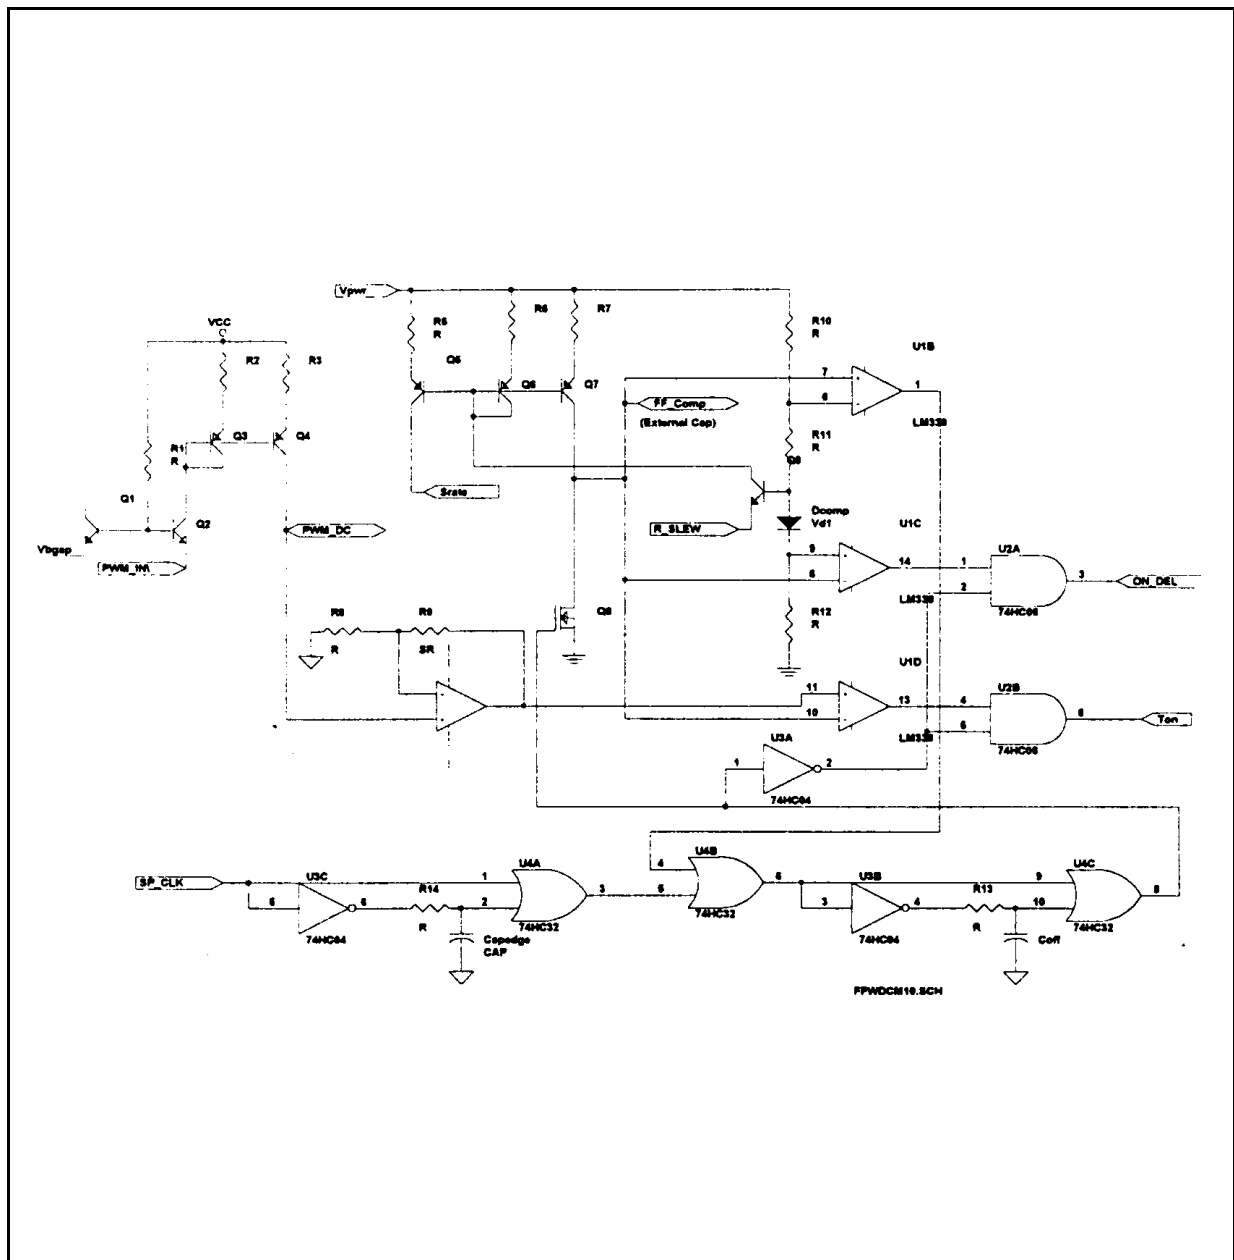 Vpwr
VCC
R5
R
R6
R7
R10
R
U1B
R2
R3
Q5
Q6
Q7
7
6
1
FF_Comp
(External Cap)
LM339
R1
R
Q3
Q4
R11
R
Q9
Q1
Q2
Srate
Vbgap
PWM_IN
PWM_DC
R_SLEW
Dcomp
Vd1
U1C
9
8
14
U2A
1
2
3
ON_DEL
LM339
74HC08
R8
R
R9
SR
Q8
R12
R
U1D
11
10
13
U2B
4
5
6
Ton
LM339
74HC08
U3A
1
2
74HC04
SP_CLK
U3C
5
6
74HC04
R14
R
Capedge
CAP
U4A
1
2
3
74HC32
U4B
4
5
6
74HC32
U3B
3
4
74HC04
R13
R
Coff
U4C
9
10
8
74HC32
FPWDCM10.SCH